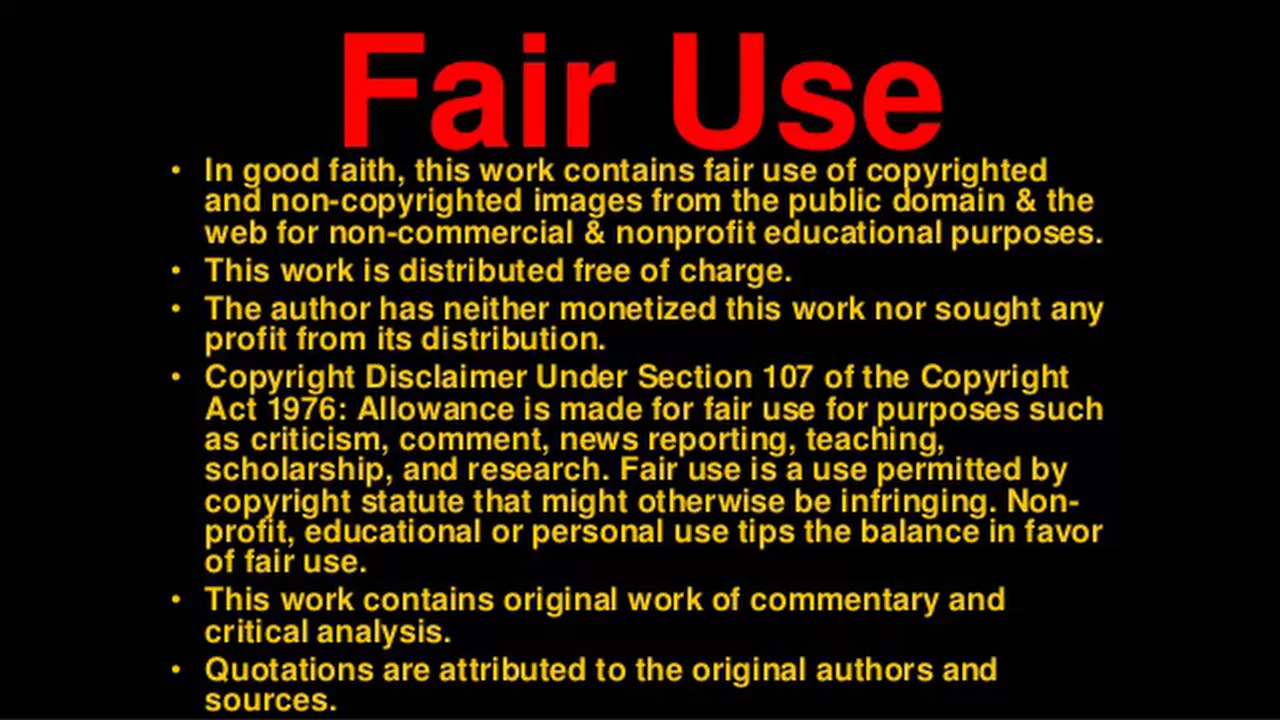 Fair Use
• In good faith, this work contains fair use of copyrighted
and non-copyrighted images from the public domain & the
web for non-commercial & nonprofit educational purposes.
• This work is distributed free of charge.
• The author has neither monetized this work nor sought any
profit from its distribution.
• Copyright Disclaimer Under Section 107 of the Copyright
Act 1976: Allowance is made for fair use for purposes such
as criticism, comment, news reporting, teaching,
scholarship, and research. Fair use is a use permitted by
copyright statute that might otherwise be infringing. Non-
profit, educational or personal use tips the balance in favor
of fair use.
• This work contains original work of commentary and
critical analysis.
• Quotations are attributed to the original authors and
sources.